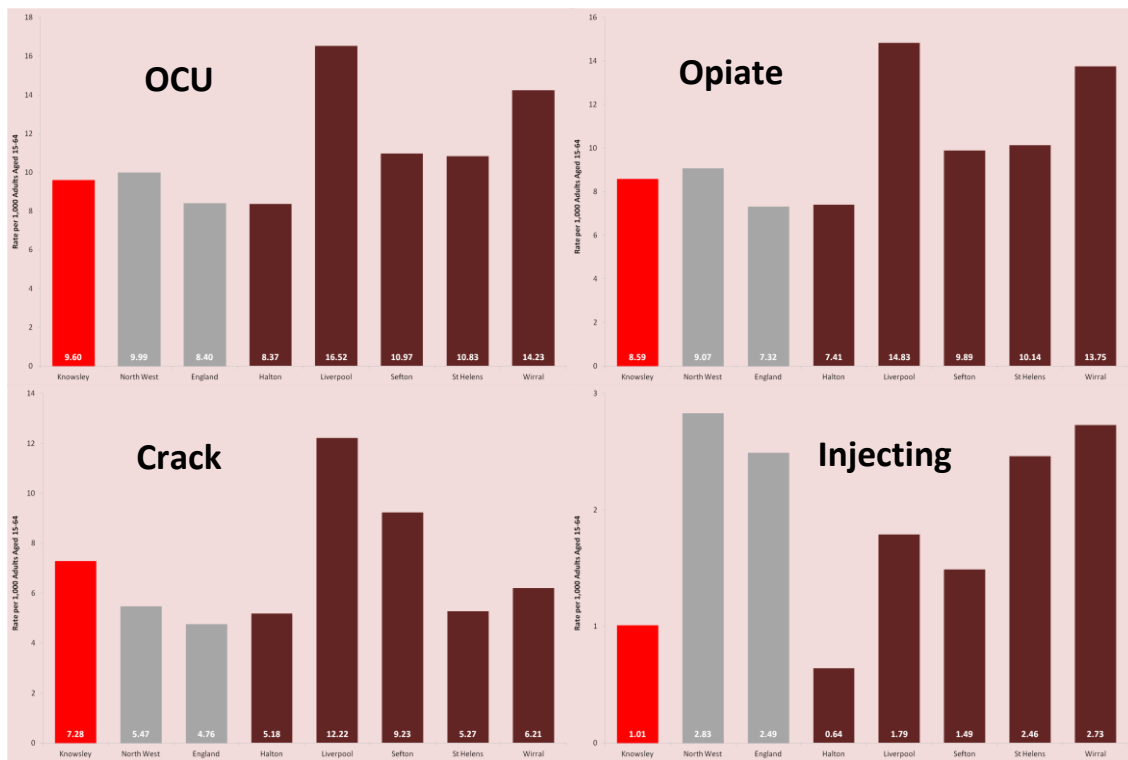 OCU
Rate per 1,000 Adults Aged 15-64
18
16
14
12
10
8
6
4
2
0
9.60 9.99 8.40 8.37 16.52 10.97 10.83 14.23
Knowsley North West England Halton Liverpool Sefton St Helens Wirral
Opiate
Rate per 1,000 Adults Aged 15-64
16
14
12
10
8
6
4
2
0
8.59 9.07 7.32 7.41 14.83 9.89 10.14 13.75
Knowsley North West England Halton Liverpool Sefton St Helens Wirral
Crack
Rate per 1,000 Adults Aged 15-64
14
12
10
8
6
4
2
0
7.28 5.47 4.76 5.18 12.22 9.23 5.27 6.21
Knowsley North West England Halton Liverpool Sefton St Helens Wirral
Injecting
Rate per 1,000 Adults Aged 15-64
3
2
1
0
1.01 2.83 2.49 0.64 1.79 1.49 2.46 2.73
Knowsley North West England Halton Liverpool Sefton St Helens Wirral